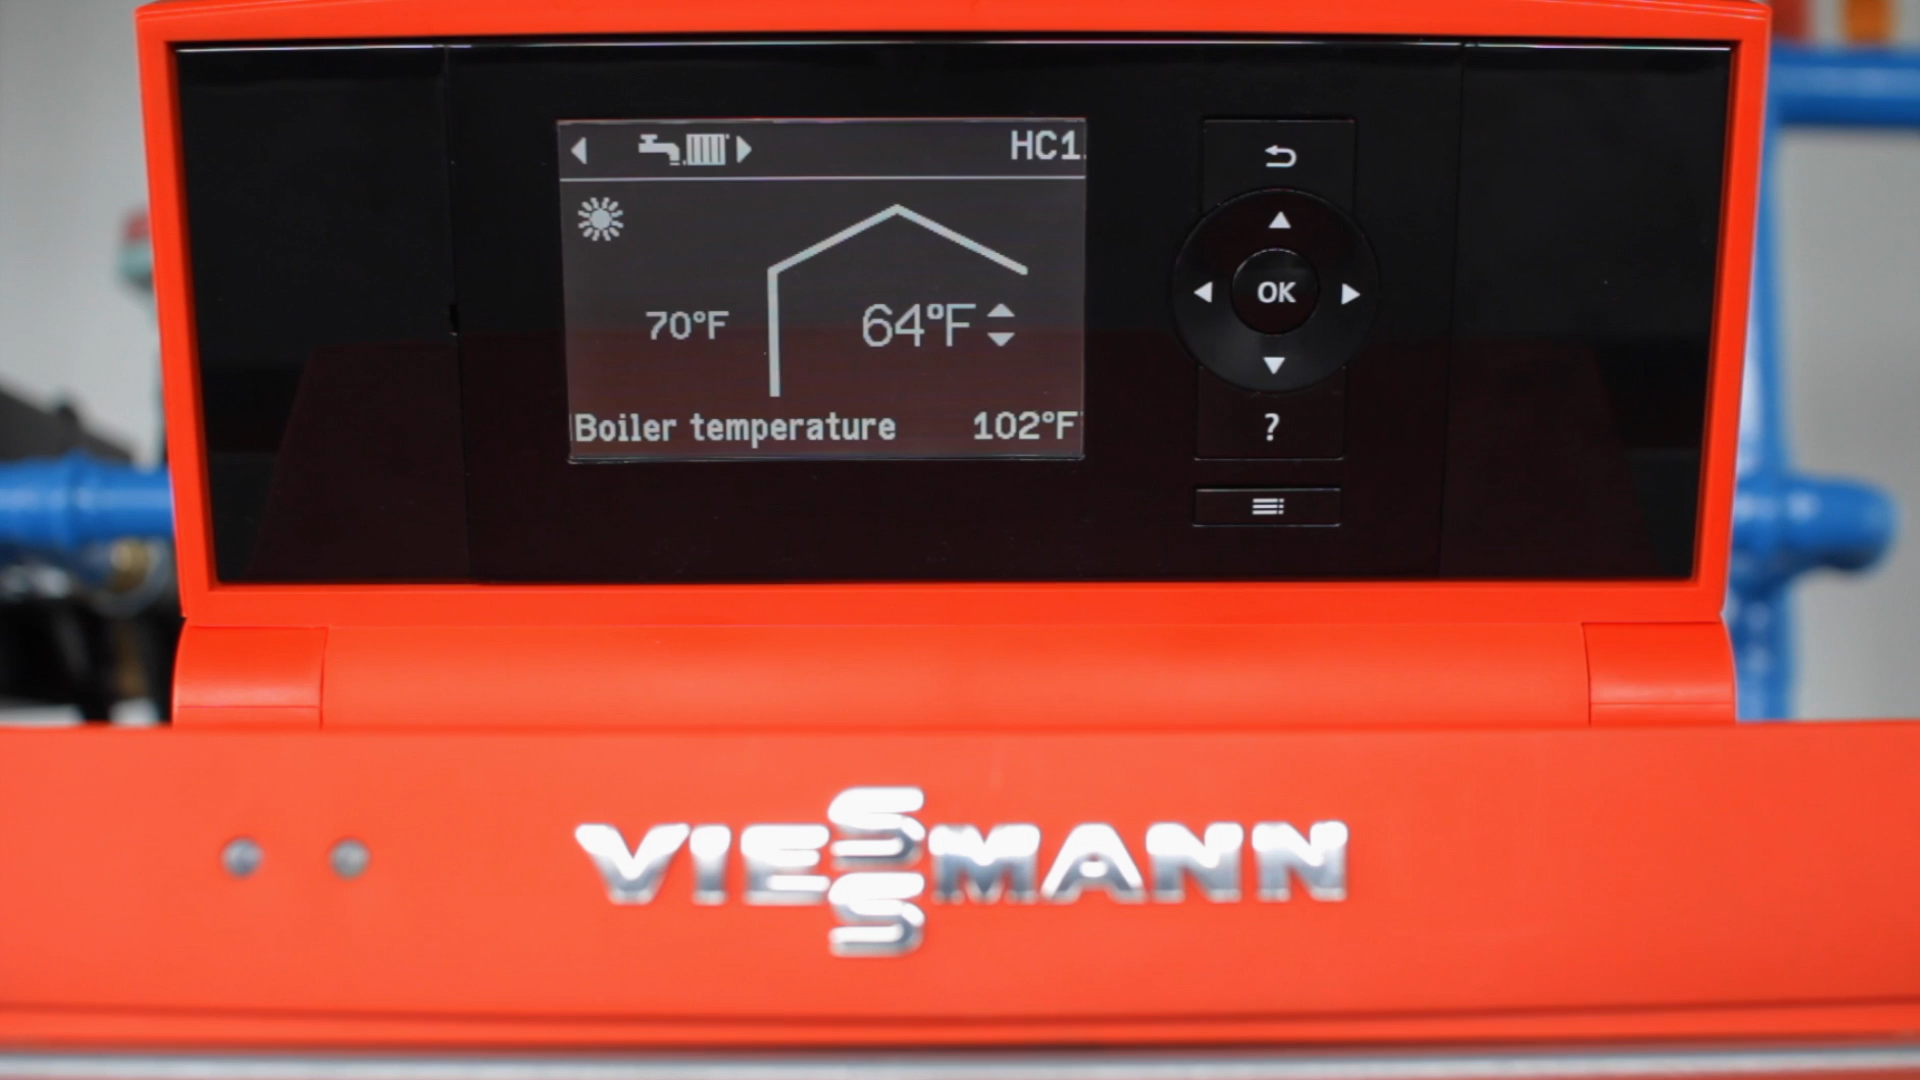 HC1
70°F
64°F
Boiler temperature 102°F
OK
?
VIESSMANN